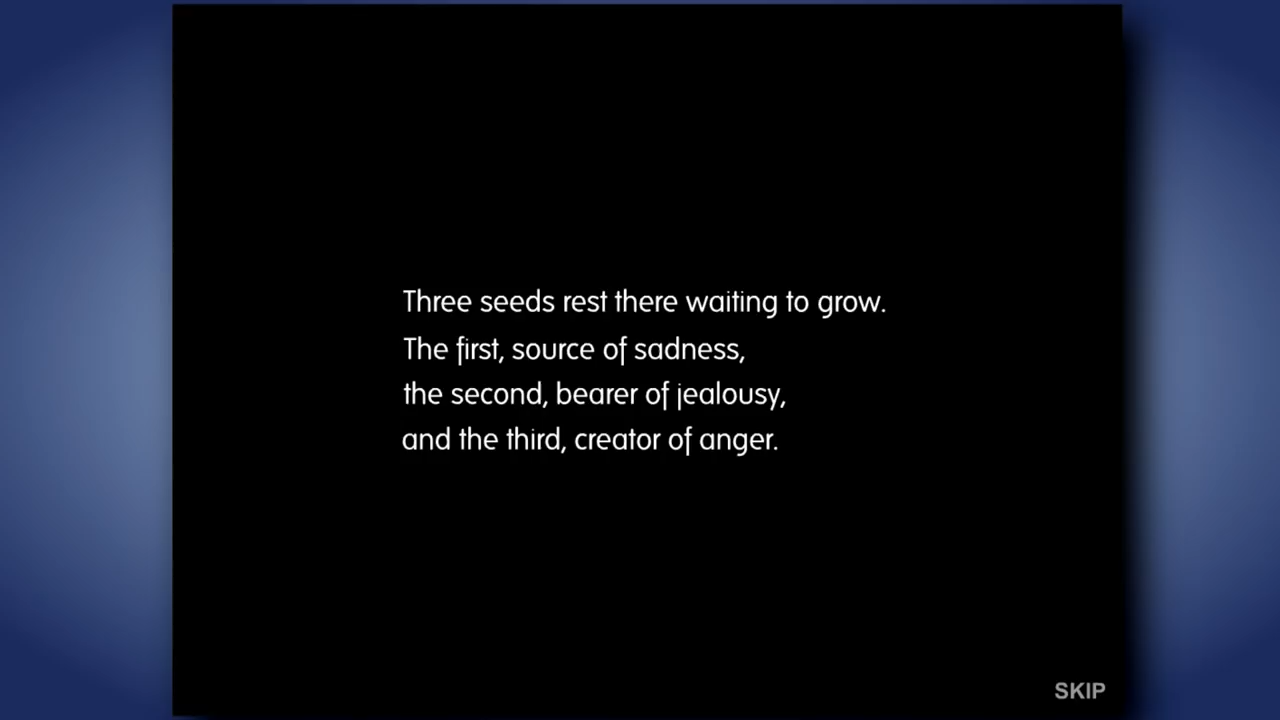 Three seeds rest there waiting to grow.
The first, source of sadness,
the second, bearer of jealousy,
and the third, creator of anger.
SKIP